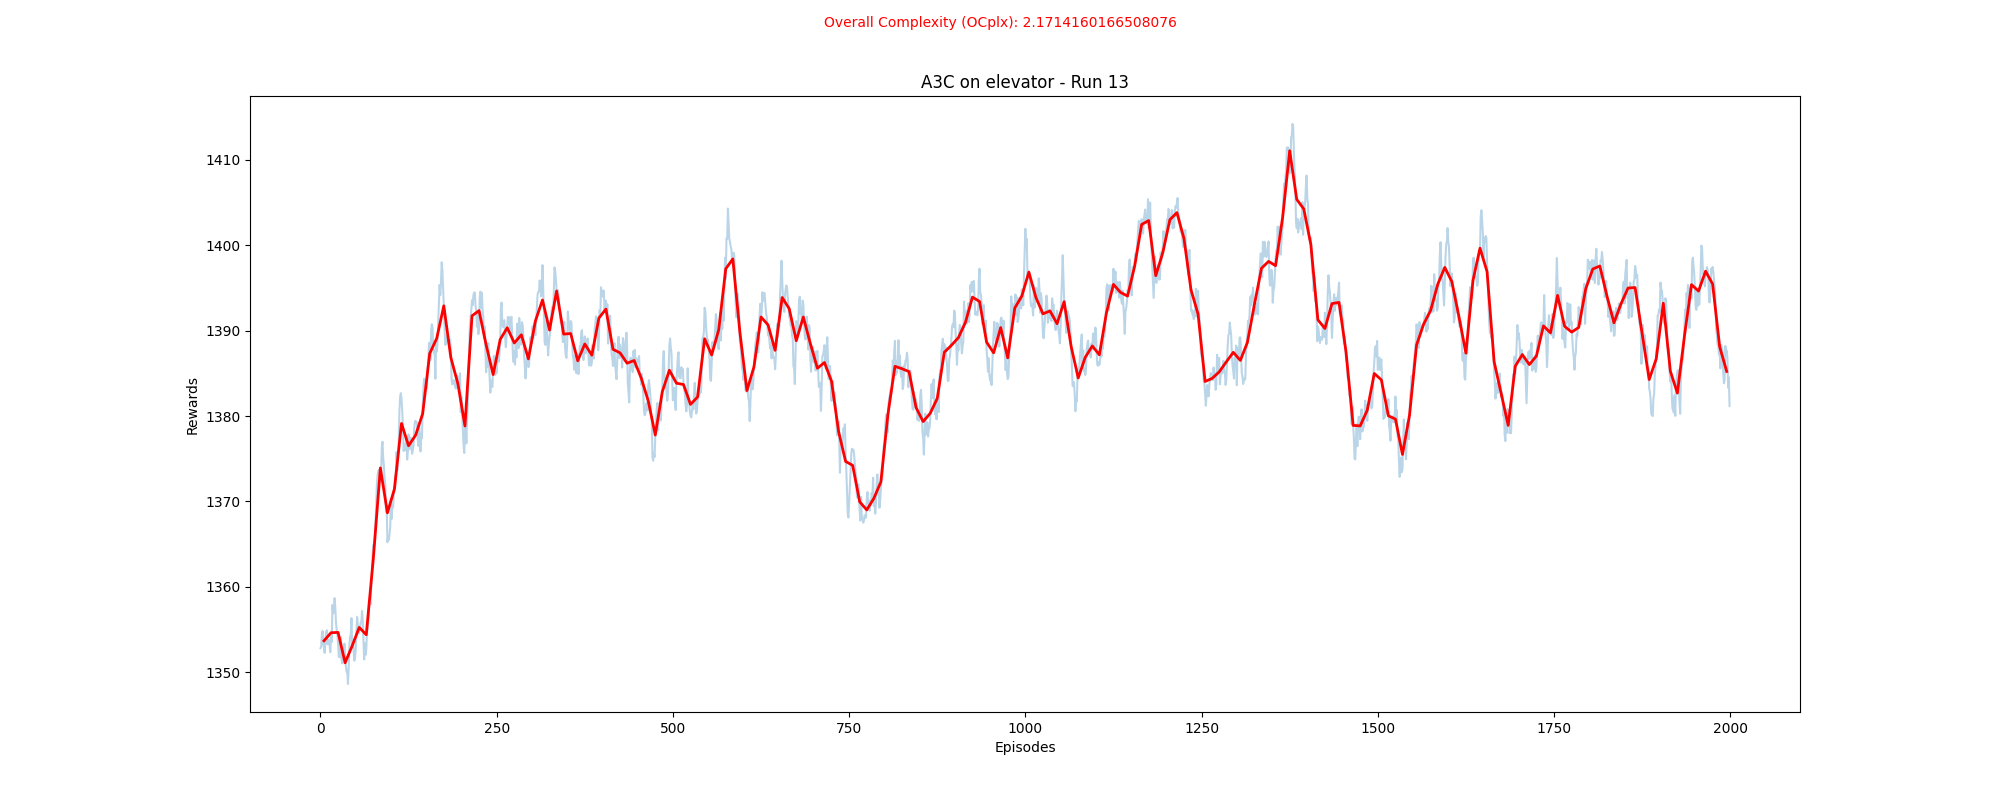 Overall Complexity (OCplx): 2.1714160166508076
A3C on elevator - Run 13
Rewards
1410
1400
1390
1380
1370
1360
1350
0 250 500 750 1000 1250 1500 1750 2000
Episodes